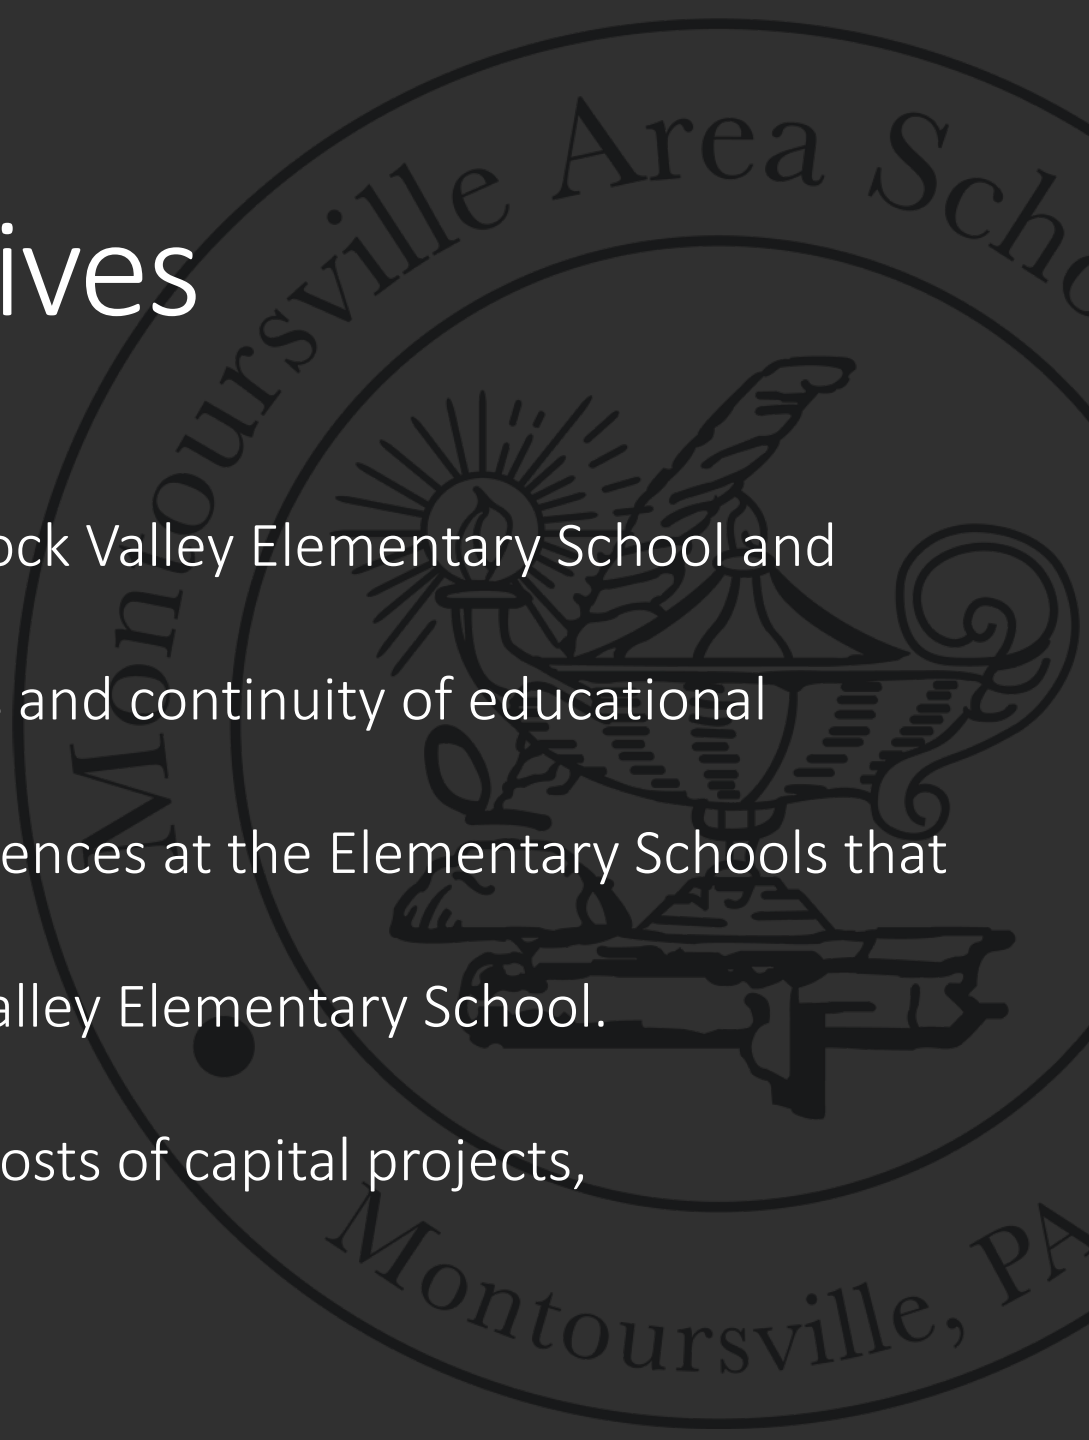 ives
ock Valley Elementary School and
and continuity of educational
ences at the Elementary Schools that
alley Elementary School.
osts of capital projects,
Montoursville Area Scho
Montoursville, PA